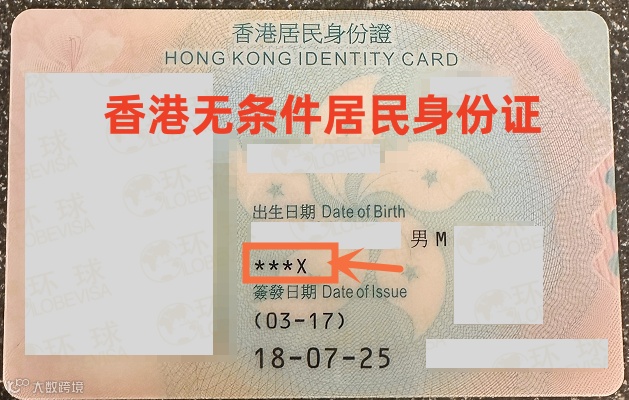 香港居民身份證
HONG KONG IDENTITY CARD
香港无条件居民身份证
出生日期 Date of Birth
男 M
***X
簽發日期 Date of Issue
(03-17)
18-07-25
大数跨境